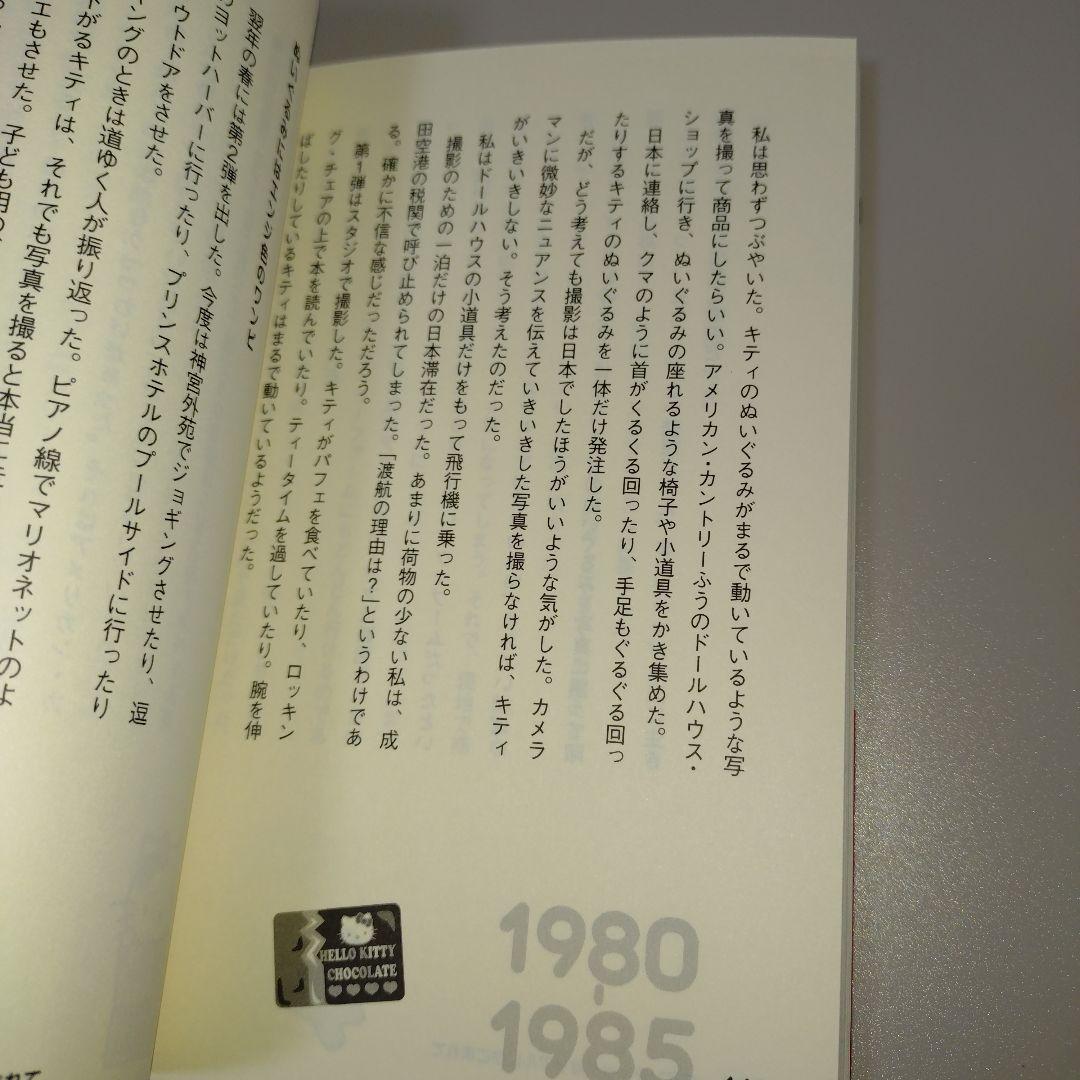 私は思わずつぶやいた。キティのぬいぐるみがまるで動いているような写
真を撮って商品にしたらいい。アメリカン・カントリーふうのドールハウス・
ショップに行き、ぬいぐるみの座れるような椅子や小道具をかき集めた。
日本に連絡し、クマのように首がくるくる回ったり、手足もぐるぐる回っ
たりするキティのぬいぐるみを一体だけ発注した。
だが、どう考えても撮影は日本でしたほうがいいような気がした。カメラ
マンに微妙なニュアンスを伝えていきいきした写真を撮らなければ、キティ
がいきいきしない。そう考えたのだった。
私はドールハウスの小道具だけをもって飛行機に乗った。
撮影のための一泊だけの日本滞在だった。あまりに荷物の少ない私は、成
田空港の税関で呼び止められてしまった。「渡航の理由は？」というわけであ
る。確かに不信な感じだっただろう。
第1弾はスタジオで撮影した。キティがパフェを食べていたり、ロッキン
グ・チェアの上で本を読んでいたり。ティータイムを過していたり。腕を伸
ばしたりしているキティはまるで動いているようだった。
翌年の春には第2弾を出した。今度は神宮外苑でジョギングさせたり、逗
ヨットハーバーに行ったり、プリンスホテルのプールサイドに行ったり
ウトドアをさせた。
ングのときは道ゆく人が振り返った。ピアノ線でマリオネットのよ
がるキティは、それでも写真を撮ると本当に
ェもさせた。子ども用の
HELLO KITTY
CHOCOLATE
1980
-
1985